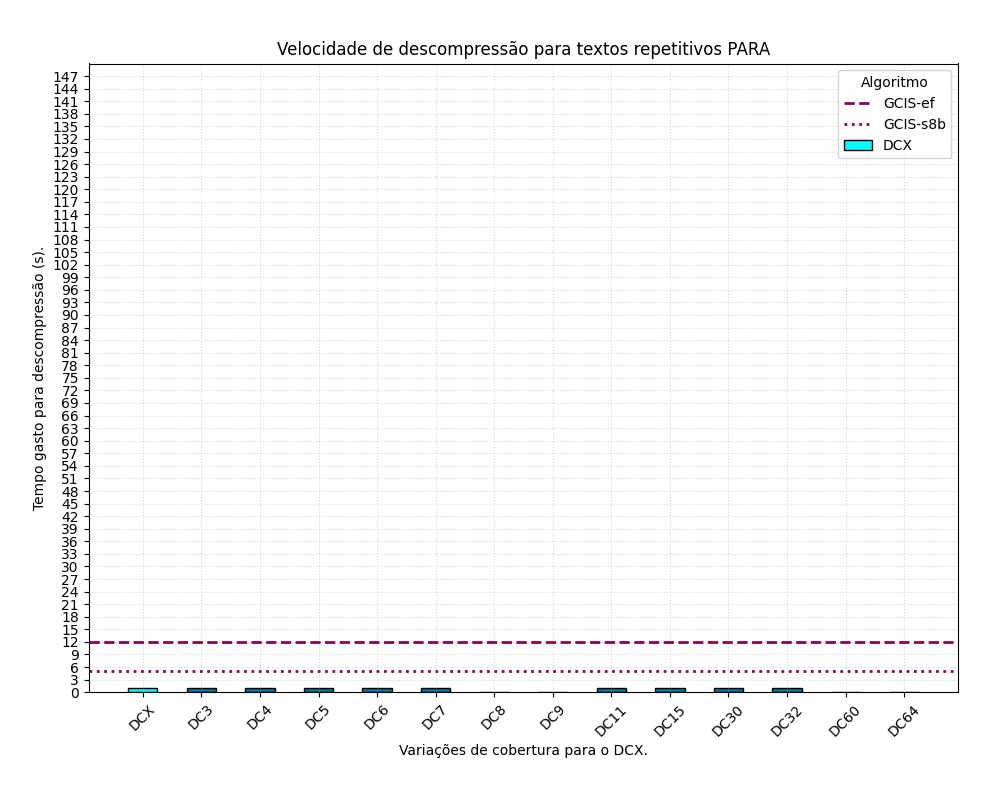 Velocidade de descompressão para textos repetitivos PARA
Algoritmo
GCIS-ef
GCIS-s8b
DCX
147
144
141
138
135
132
129
126
123
120
117
114
111
108
105
102
99
96
93
90
87
84
81
78
75
72
69
66
63
60
57
54
51
48
45
42
39
36
33
30
27
24
21
18
15
12
9
6
3
0
Tempo gasto para descompressão (s).
DCX
DC3
DC4
DC5
DC6
DC7
DC8
DC9
DC11
DC15
DC30
DC32
DC60
DC64
Variações de cobertura para o DCX.